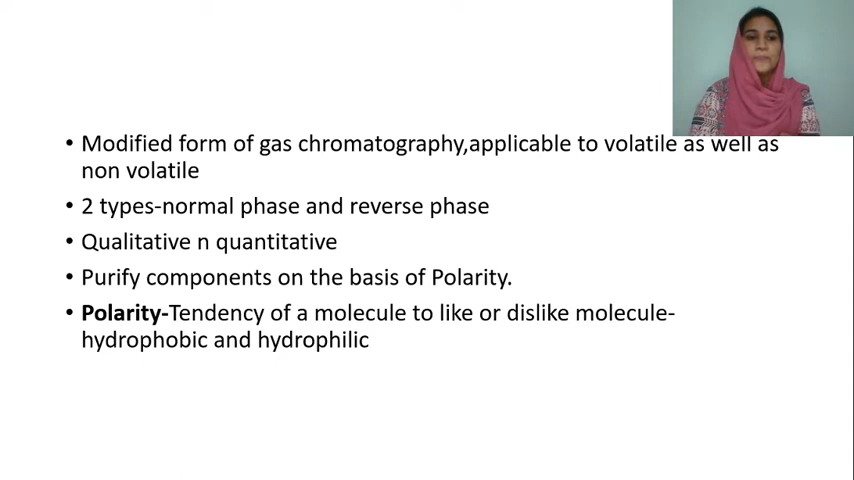 • Modified form of gas chromatography,applicable to volatile as well as
non volatile
• 2 types-normal phase and reverse phase
• Qualitative n quantitative
• Purify components on the basis of Polarity.
• Polarity-Tendency of a molecule to like or dislike molecule-
hydrophobic and hydrophilic